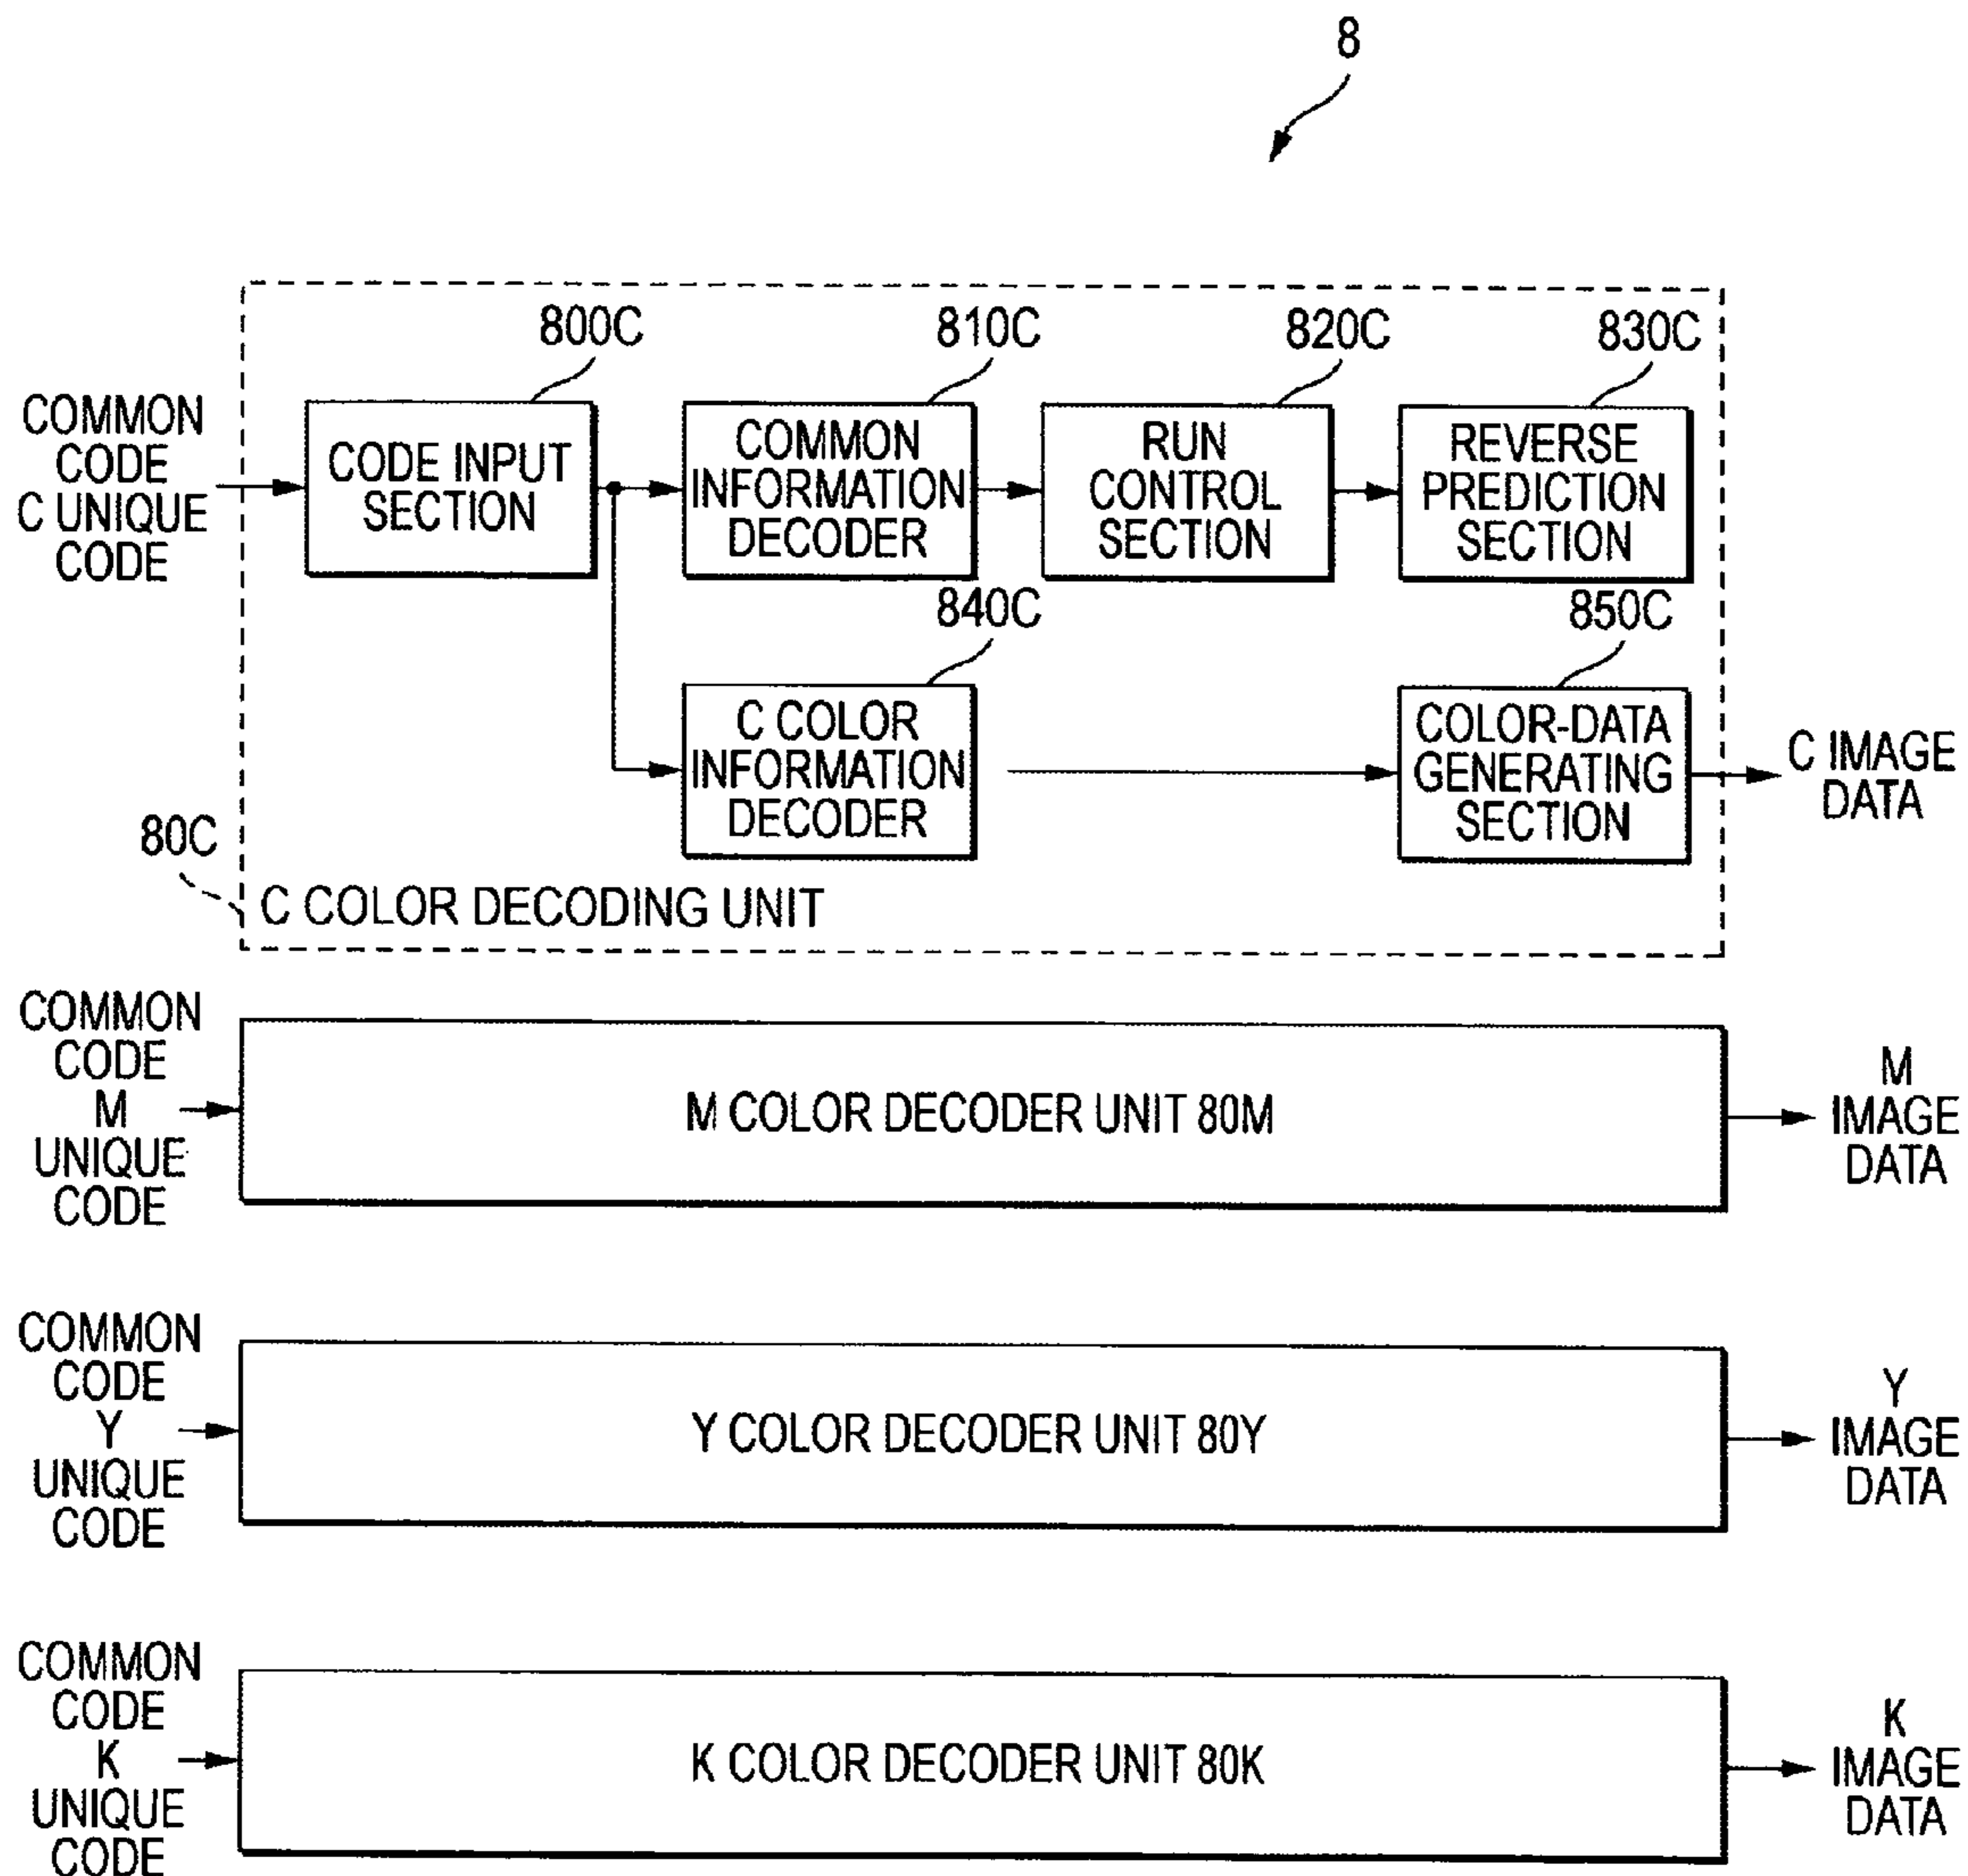 8
800C
810C
820C
830C
COMMON
CODE
C UNIQUE
CODE
CODE INPUT
SECTION
COMMON
INFORMATION
DECODER
RUN
CONTROL
SECTION
REVERSE
PREDICTION
SECTION
840C
850C
C COLOR
INFORMATION
DECODER
COLOR-DATA
GENERATING
SECTION
C IMAGE
DATA
80C
C COLOR DECODING UNIT
COMMON
CODE
M
UNIQUE
CODE
M COLOR DECODER UNIT 80M
M
IMAGE
DATA
COMMON
CODE
Y
UNIQUE
CODE
Y COLOR DECODER UNIT 80Y
Y
IMAGE
DATA
COMMON
CODE
K
UNIQUE
CODE
K COLOR DECODER UNIT 80K
K
IMAGE
DATA